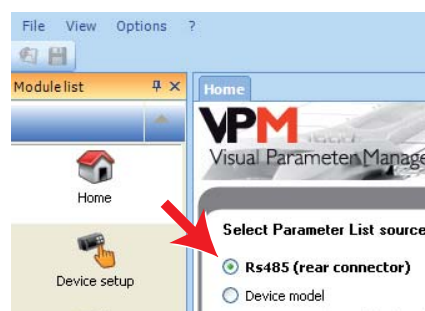 File View Options ?
Module list
Home
VPM
Visual Parameter Manage
Home
Select Parameter List source
Rs485 (rear connector)
Device setup
Device model